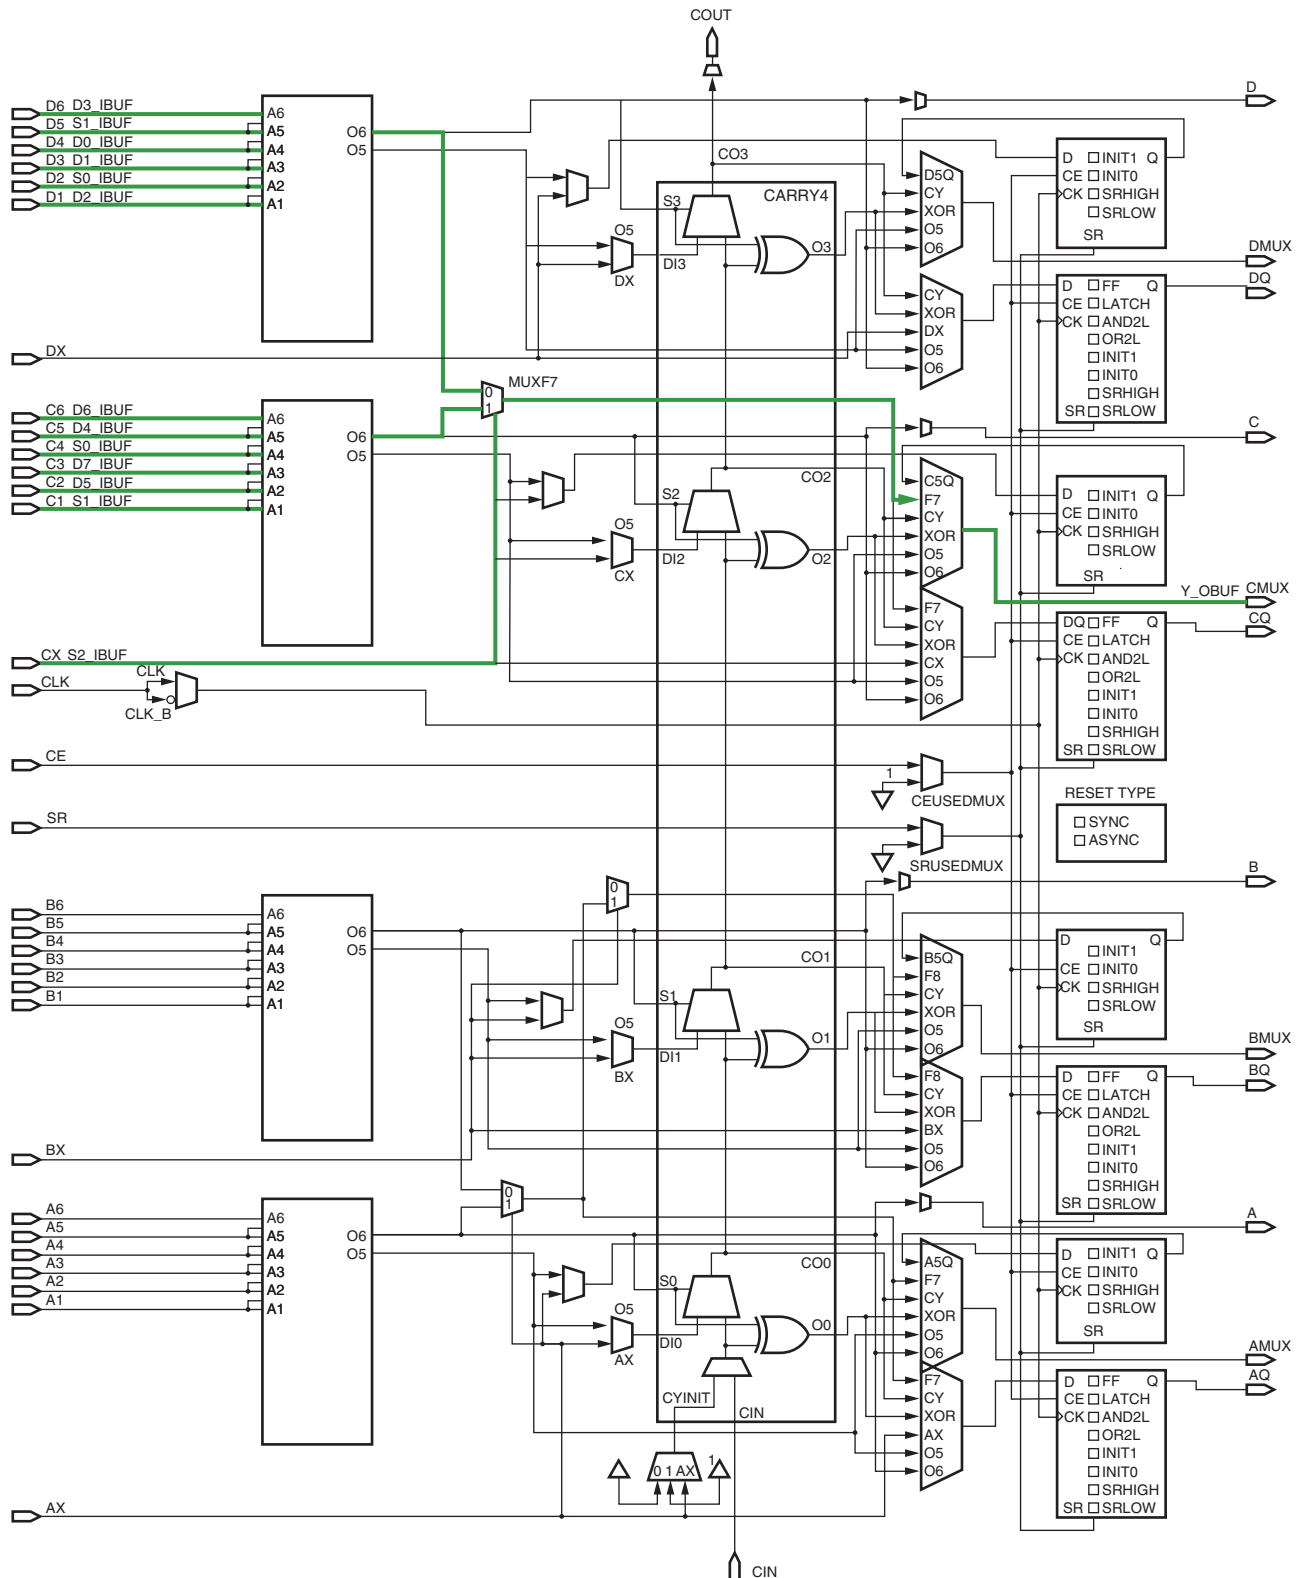 COUT
D6 D3_IBUF
D5 S1_IBUF
D4 D0_IBUF
D3 D1_IBUF
D2 S0_IBUF
D1 D2_IBUF
A6
A5
A4
A3
A2
A1
O6
O5
DX
CO3
CARRY4
S3
O5
DI3
DX
O3
D5Q
CY
XOR
O5
O6
CY
XOR
DX
O5
O6
D
D INIT1 Q
CE INIT0
CK SRHIGH
SRLOW
SR
DMUX
DQ
D FF Q
CE LATCH
CK AND2L
OR2L
INIT1
INIT0
SRHIGH
SR SRLOW
MUXF7
0
1
C6 D6_IBUF
C5 D4_IBUF
C4 S0_IBUF
C3 D7_IBUF
C2 D5_IBUF
C1 S1_IBUF
A6
A5
A4
A3
A2
A1
O6
O5
CX S2_IBUF
CO2
S2
O5
DI2
CX
O2
C5Q
F7
CY
XOR
O5
O6
F7
CY
XOR
CX
O5
O6
C
D INIT1 Q
CE INIT0
CK SRHIGH
SRLOW
SR
Y_OBUF CMUX
CQ
DQ FF Q
CE LATCH
CK AND2L
OR2L
INIT1
INIT0
SRHIGH
SR SRLOW
CLK
CLK
CLK_B
CE
1
CEUSEDMUX
SR
SRUSEDMUX
RESET TYPE
SYNC
ASYNC
0
1
B
B6
B5
B4
B3
B2
B1
A6
A5
A4
A3
A2
A1
O6
O5
BX
CO1
S1
O5
DI1
BX
O1
B5Q
F8
CY
XOR
O5
O6
F8
CY
XOR
BX
O5
O6
D INIT1 Q
CE INIT0
CK SRHIGH
SRLOW
SR
BMUX
BQ
D FF Q
CE LATCH
CK AND2L
OR2L
INIT1
INIT0
SRHIGH
SR SRLOW
0
1
A6
A5
A4
A3
A2
A1
A6
A5
A4
A3
A2
A1
O6
O5
CO0
S0
O5
DI0
AX
O0
A5Q
F7
CY
XOR
O5
O6
F7
CY
XOR
AX
O5
O6
A
D INIT1 Q
CE INIT0
CK SRHIGH
SRLOW
SR
AMUX
AQ
D FF Q
CE LATCH
CK AND2L
OR2L
INIT1
INIT0
SRHIGH
SR SRLOW
CYINIT
CIN
0 1 AX
1
AX
CIN